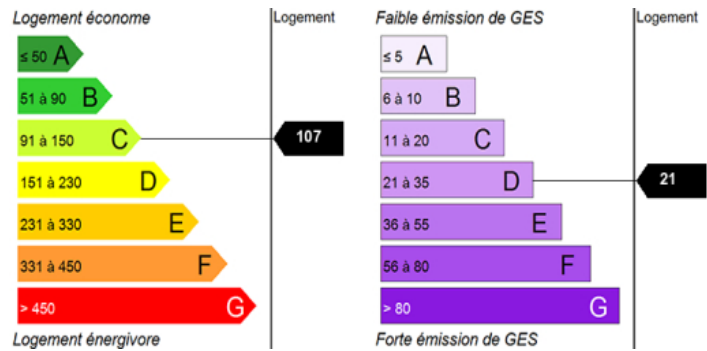 Logement économe
Logement
≤ 50 A
51 à 90 B
91 à 150 C
107
151 à 230 D
231 à 330 E
331 à 450 F
> 450 G
Logement énergivore
Faible émission de GES
Logement
≤ 5 A
6 à 10 B
11 à 20 C
21 à 35 D
21
36 à 55 E
56 à 80 F
> 80 G
Forte émission de GES